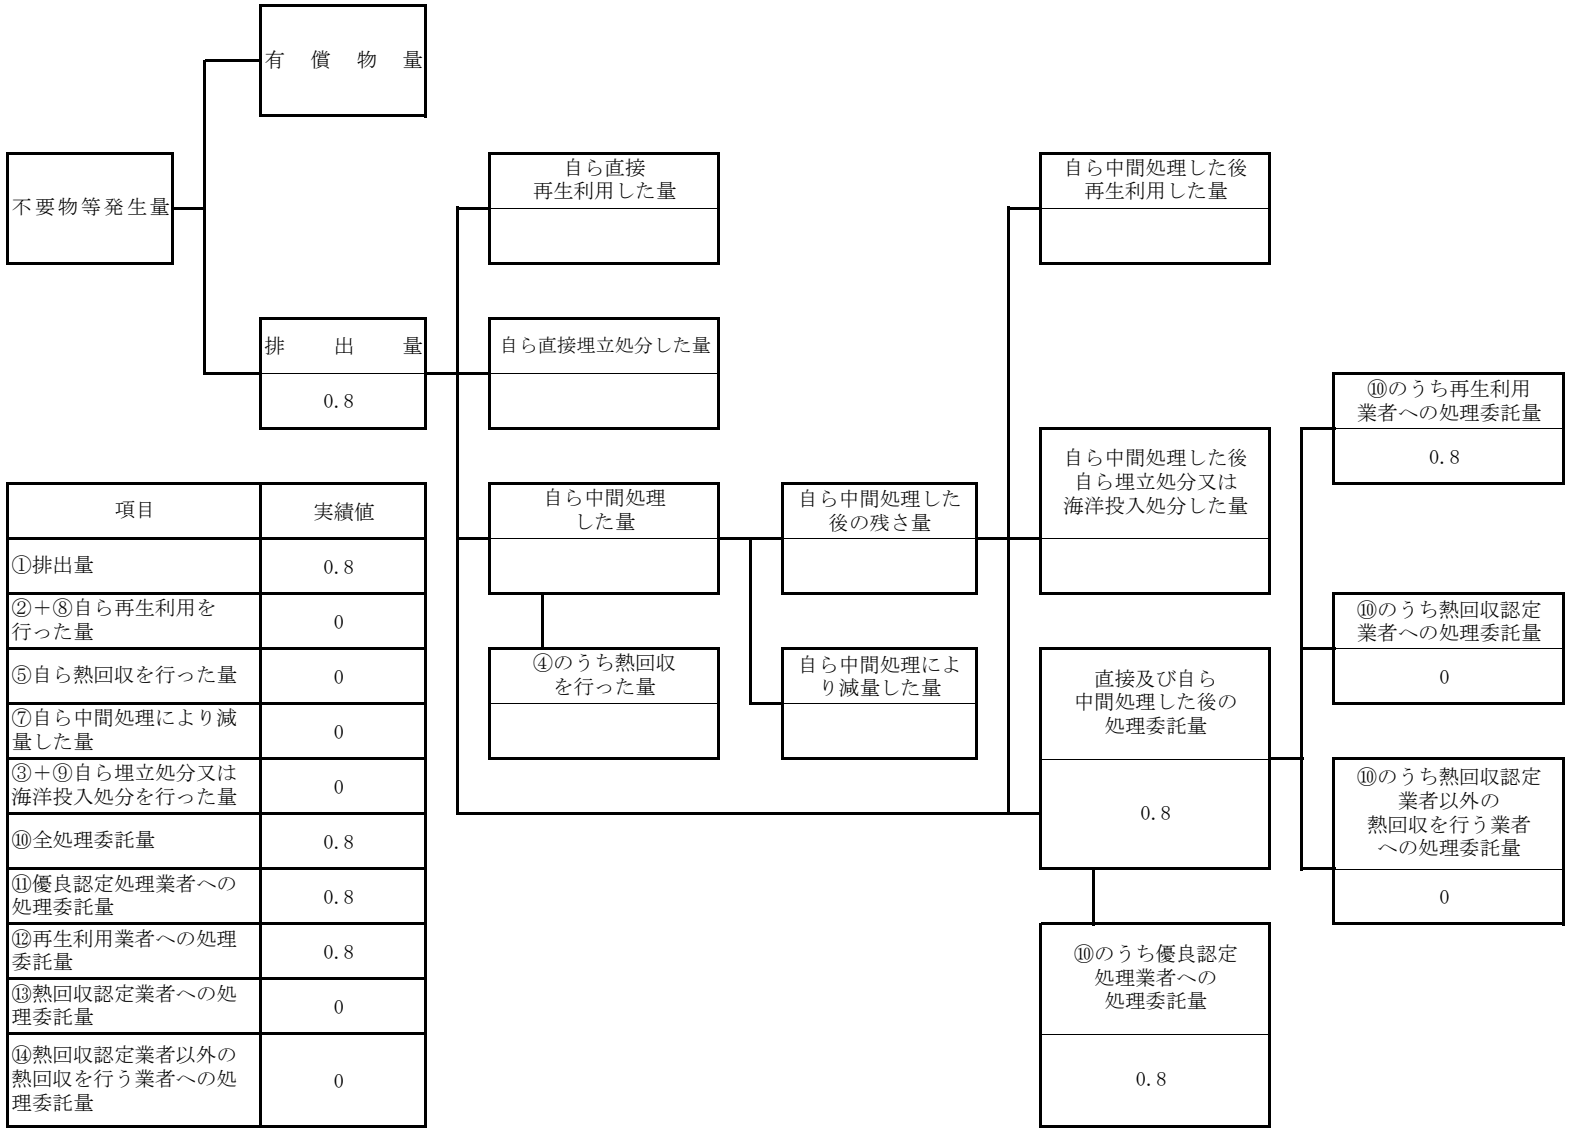 有償物量
不要物等発生量
自ら直接
再生利用した量
自ら中間処理した後
再生利用した量
排出量
0.8
自ら直接埋立処分した量
⑩のうち再生利用
業者への処理委託量
0.8
自ら中間処理した後
自ら埋立処分又は
海洋投入処分した量
自ら中間処理
した量
自ら中間処理した
後の残さ量
⑩のうち熱回収認定
業者への処理委託量
0
④のうち熱回収
を行った量
自ら中間処理によ
り減量した量
直接及び自ら
中間処理した後の
処理委託量
0.8
⑩のうち熱回収認定
業者以外の
熱回収を行う業者
への処理委託量
0
⑩のうち優良認定
処理業者への
処理委託量
0.8
項目 実績値
①排出量 0.8
②＋⑧自ら再生利用を
行った量 0
⑤自ら熱回収を行った量 0
⑦自ら中間処理により減
量した量 0
③＋⑨自ら埋立処分又は
海洋投入処分を行った量 0
⑩全処理委託量 0.8
⑪優良認定処理業者への
処理委託量 0.8
⑫再生利用業者への処理
委託量 0.8
⑬熱回収認定業者への処
理委託量 0
⑭熱回収認定業者以外の
熱回収を行う業者への処 0
理委託量